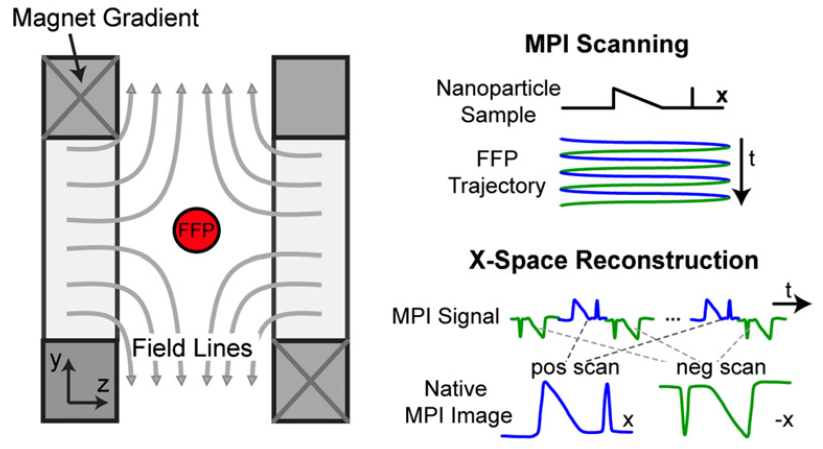 Magnet Gradient
FFP
Field Lines
y
z
MPI Scanning
Nanoparticle
Sample
x
FFP
Trajectory
t
X-Space Reconstruction
t
MPI Signal
...
pos scan
neg scan
Native
MPI Image
x
-x